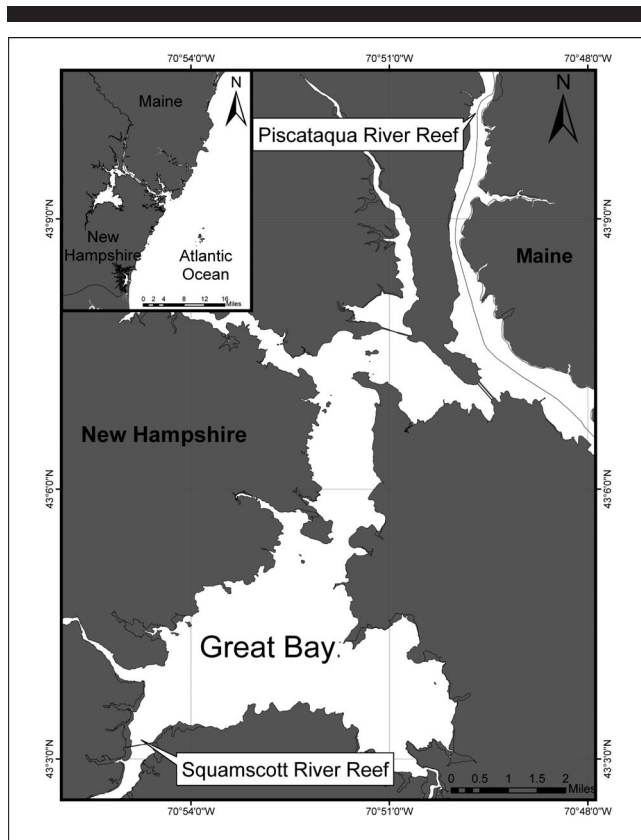 70°54'0"W
70°51'0"W
70°48'0"W
N
Maine
New
Hampshire
Atlantic
Ocean
0 2 4 8 12 16
Miles
N
Piscataqua River Reef
43°9'0"N
43°9'0"N
Maine
New Hampshire
43°6'0"N
43°6'0"N
Great Bay
43°3'0"N
43°3'0"N
Squamscott River Reef
0 0.5 1 1.5 2
Miles
70°54'0"W
70°51'0"W
70°48'0"W